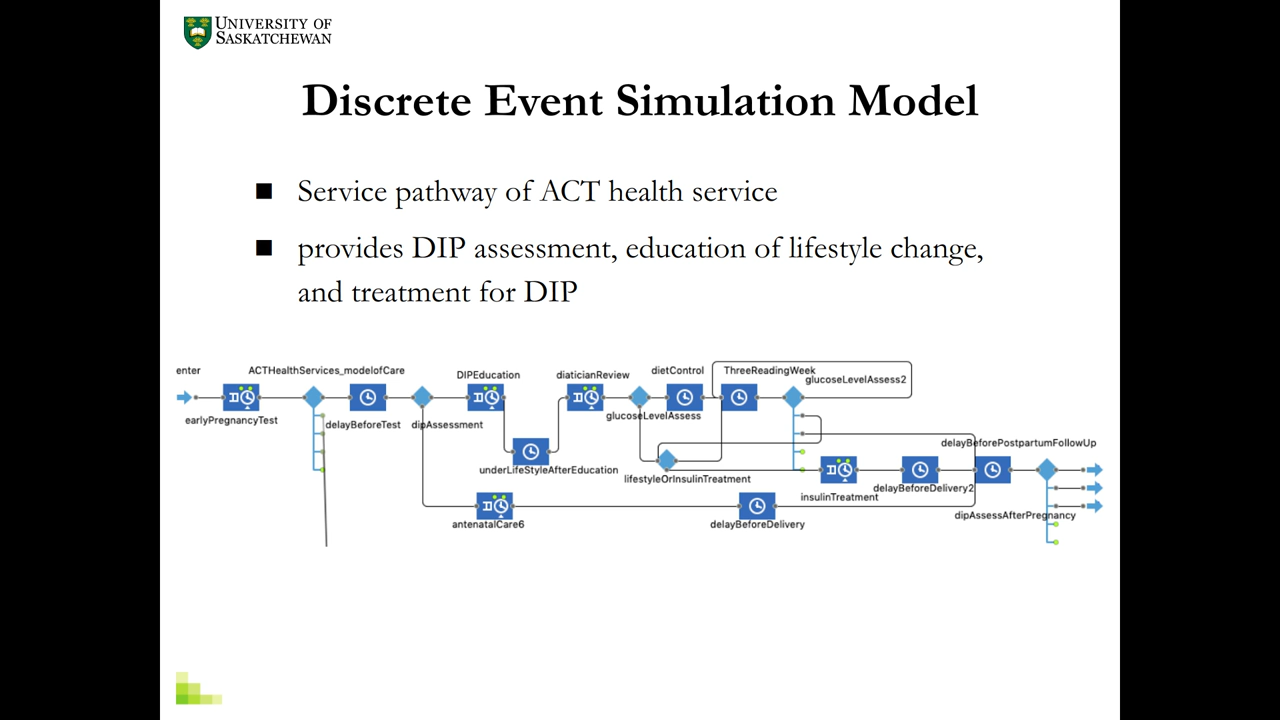 UNIVERSITY OF
SASKATCHEWAN
Discrete Event Simulation Model
Service pathway of ACT health service
provides DIP assessment, education of lifestyle change,
and treatment for DIP
enter
ACTHealthServices_modelofCare
DIPEducation
diaticianReview
dietControl
ThreeReadingWeek
glucoseLevelAssess2
earlyPregnancyTest
delayBeforeTest
dipAssessment
glucoseLevelAssess
underLifeStyleAfterEducation
lifestyleOrInsulinTreatment
delayBeforePostpartumFollowUp
insulinTreatment
delayBeforeDelivery2
antenatalCare6
delayBeforeDelivery
dipAssessAfterPregnancy